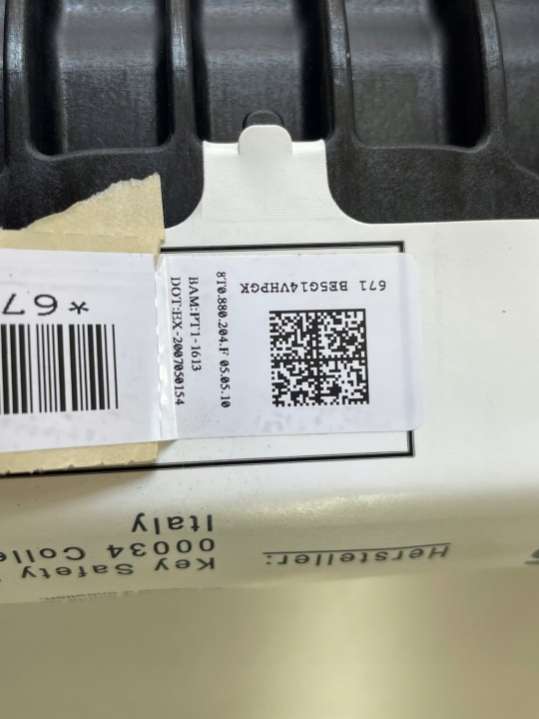 *67
671 BE5G14VHPGK
8T0.880.204.F 05.05.10
BAM:PT1-1613
DOT:EX-2007050154
Hersteller:
Key Safety
00034 Colle
Italy